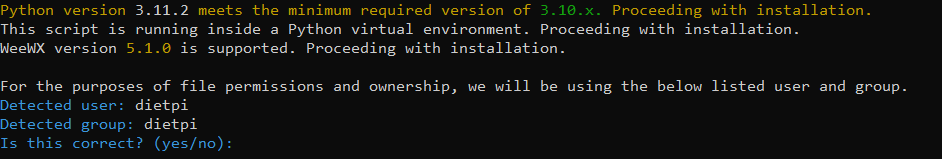 Python version 3.11.2 meets the minimum required version of 3.10.x. Proceeding with installation.
This script is running inside a Python virtual environment. Proceeding with installation.
WeeWX version 5.1.0 is supported. Proceeding with installation.
For the purposes of file permissions and ownership, we will be using the below listed user and group.
Detected user: dietpi
Detected group: dietpi
Is this correct? (yes/no):